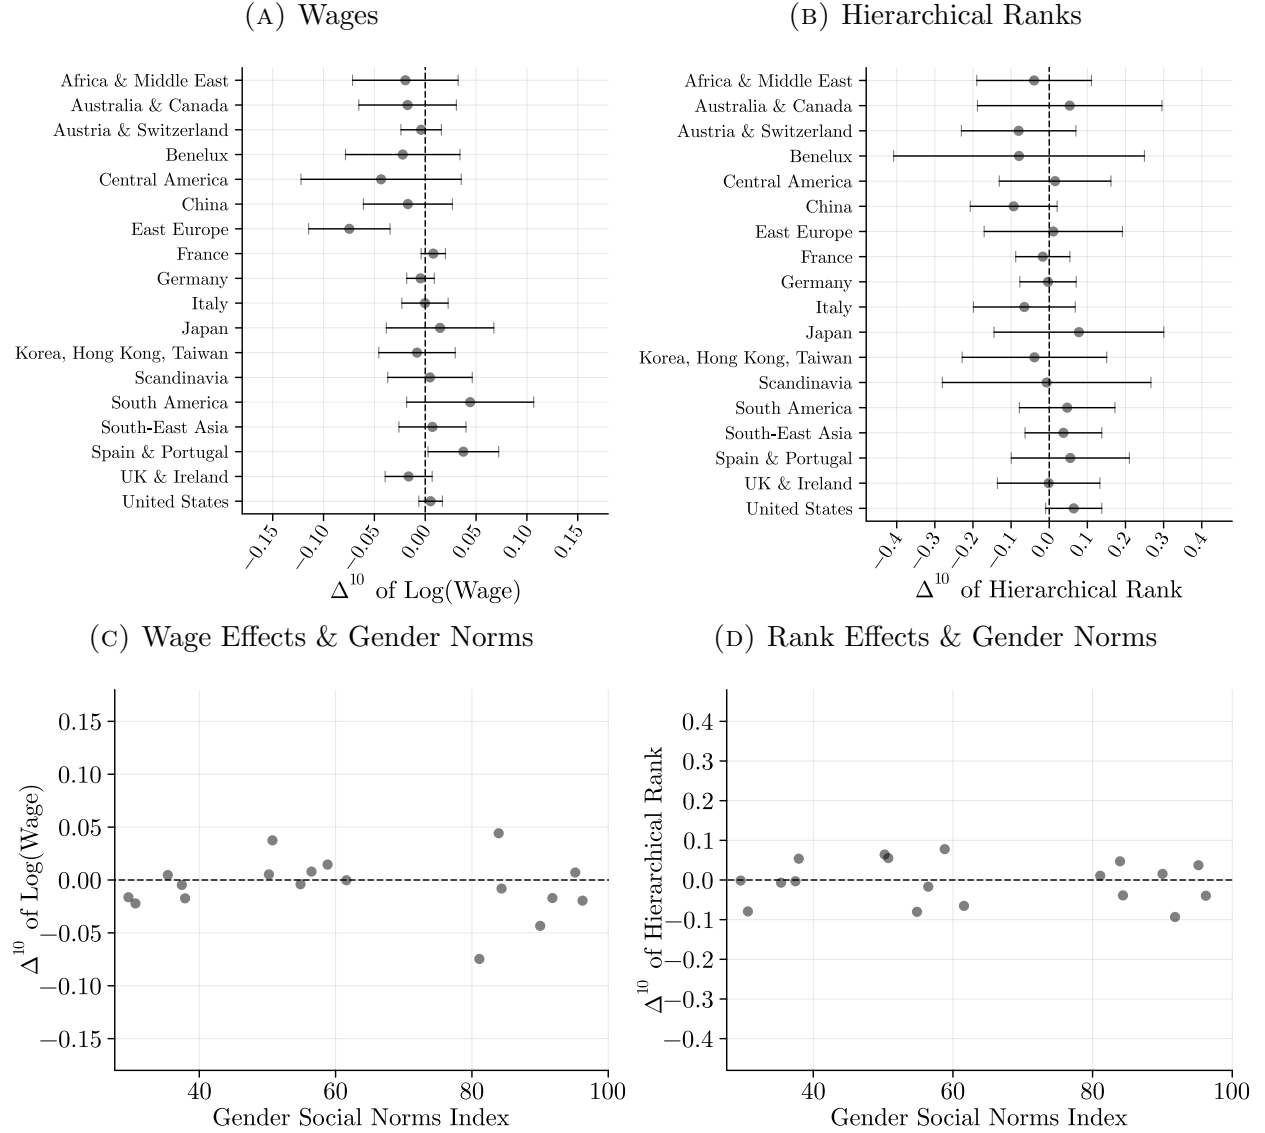 (A) Wages
Africa & Middle East
Australia & Canada
Austria & Switzerland
Benelux
Central America
China
East Europe
France
Germany
Italy
Japan
Korea, Hong Kong, Taiwan
Scandinavia
South America
South-East Asia
Spain & Portugal
UK & Ireland
United States
−0.15
−0.10
−0.05
0.00
0.05
0.10
0.15
Δ¹⁰ of Log(Wage)
(B) Hierarchical Ranks
Africa & Middle East
Australia & Canada
Austria & Switzerland
Benelux
Central America
China
East Europe
France
Germany
Italy
Japan
Korea, Hong Kong, Taiwan
Scandinavia
South America
South-East Asia
Spain & Portugal
UK & Ireland
United States
−0.4
−0.3
−0.2
−0.1
0.0
0.1
0.2
0.3
0.4
Δ¹⁰ of Hierarchical Rank
(C) Wage Effects & Gender Norms
Δ¹⁰ of Log(Wage)
0.15
0.10
0.05
0.00
−0.05
−0.10
−0.15
40
60
80
100
Gender Social Norms Index
(D) Rank Effects & Gender Norms
Δ¹⁰ of Hierarchical Rank
0.4
0.3
0.2
0.1
0.0
−0.1
−0.2
−0.3
−0.4
40
60
80
100
Gender Social Norms Index